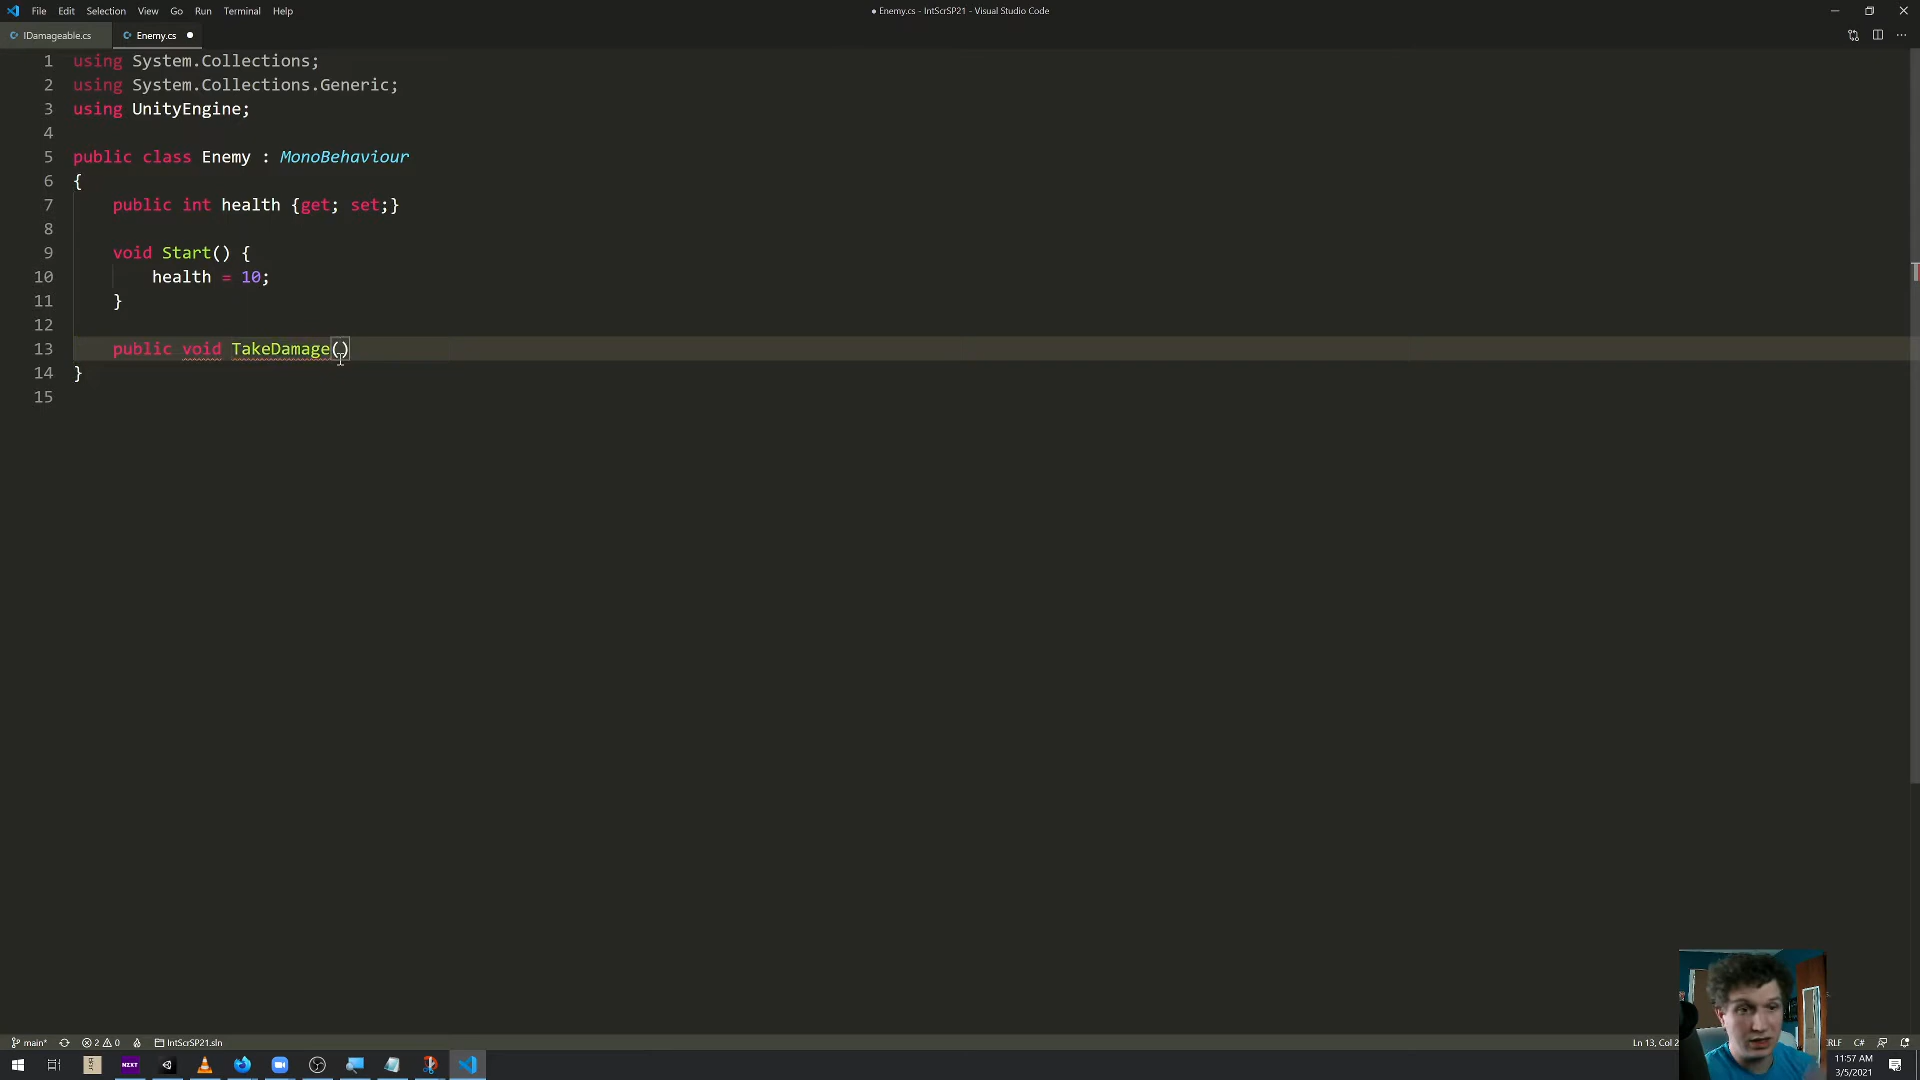 File Edit Selection View Go Run Terminal Help
● Enemy.cs - IntScrSP21 - Visual Studio Code
IDamageable.cs
Enemy.cs ●
1 using System.Collections;
2 using System.Collections.Generic;
3 using UnityEngine;
4
5 public class Enemy : MonoBehaviour
6 {
7 public int health {get; set;}
8
9 void Start() {
10 health = 10;
11 }
12
13 public void TakeDamage()
14 }
15
main* 2 0 IntScrSP21.sln
Ln 13, Col 2
RLF C#
NZXT
11:57 AM
3/5/2021